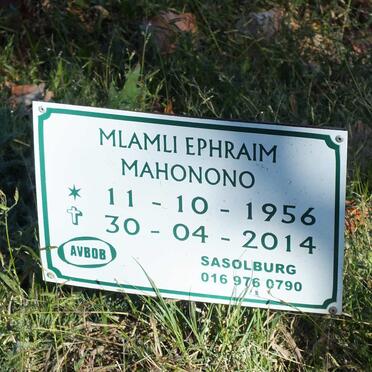 MLAMLI EPHRAIM
MAHONONO
11 - 10 - 1956
30 - 04 - 2014
AVBOB
SASOLBURG
016 976 0790